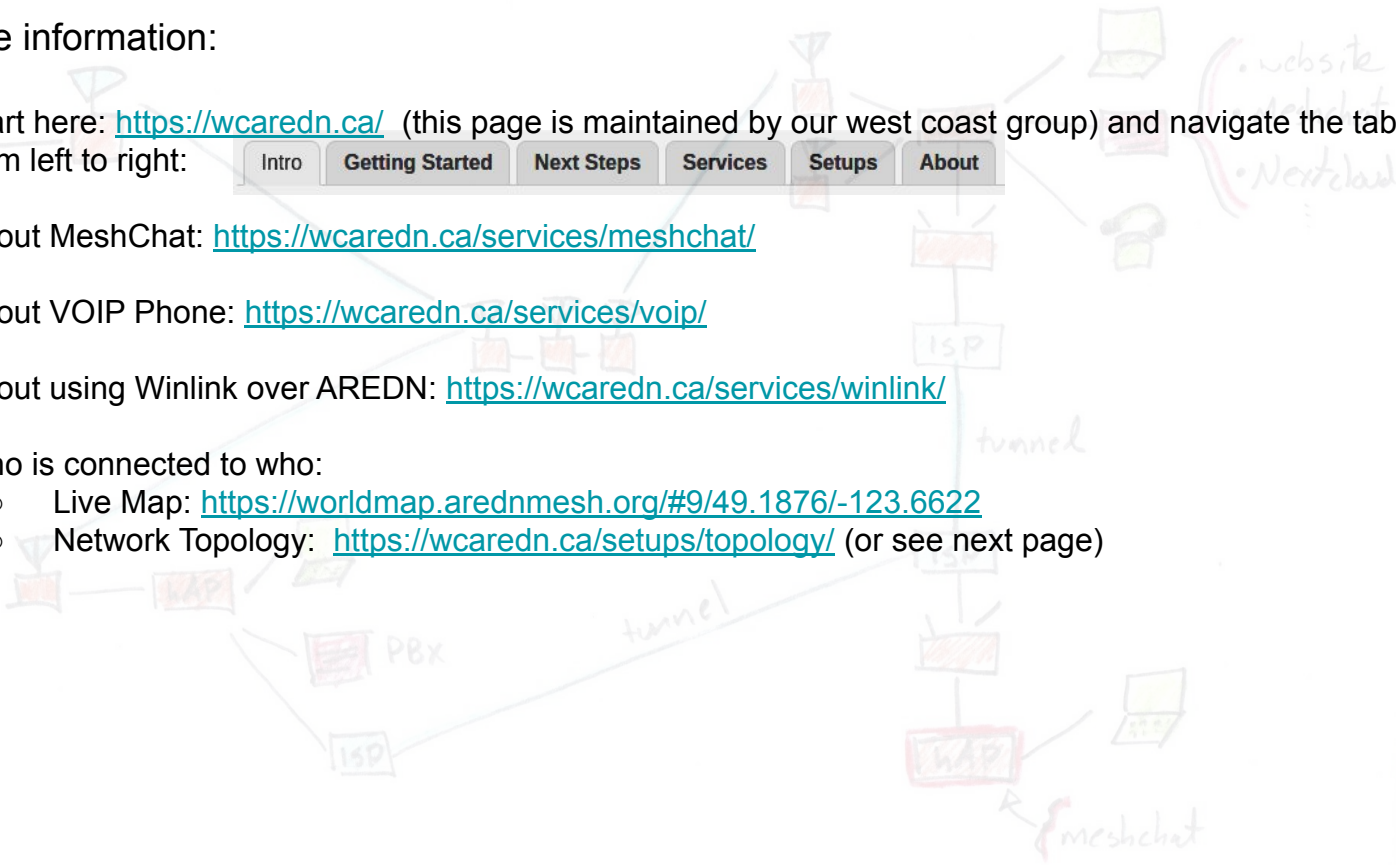 e information:
• website
art here: https://wcaredn.ca/ (this page is maintained by our west coast group) and navigate the tab
m left to right:
Intro Getting Started Next Steps Services Setups About
• Nextcloud
out MeshChat: https://wcaredn.ca/services/meshchat/
out VOIP Phone: https://wcaredn.ca/services/voip/
ISP
out using Winlink over AREDN: https://wcaredn.ca/services/winlink/
tunnel
o is connected to who:
○ Live Map: https://worldmap.arednmesh.org/#9/49.1876/-123.6622
○ Network Topology: https://wcaredn.ca/setups/topology/ (or see next page)
ISP
hAP
tunnel
PBX
ISP
hAP
meshchat